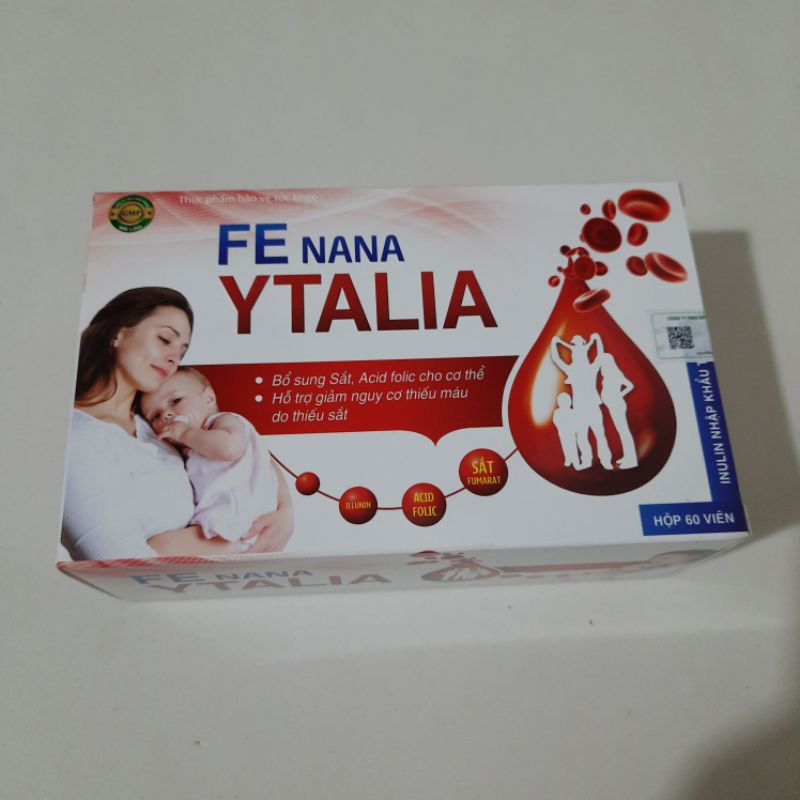 Thực phẩm bảo vệ sức khỏe
GMP
FE NANA
YTALIA
• Bổ sung Sắt, Acid folic cho cơ thể
• Hỗ trợ giảm nguy cơ thiếu máu
do thiếu sắt
ILLUNIN
ACID
FOLIC
SẮT
FUMARAT
INULIN NHẬP KHẨU
HỘP 60 VIÊN
FE NANA
YTALIA